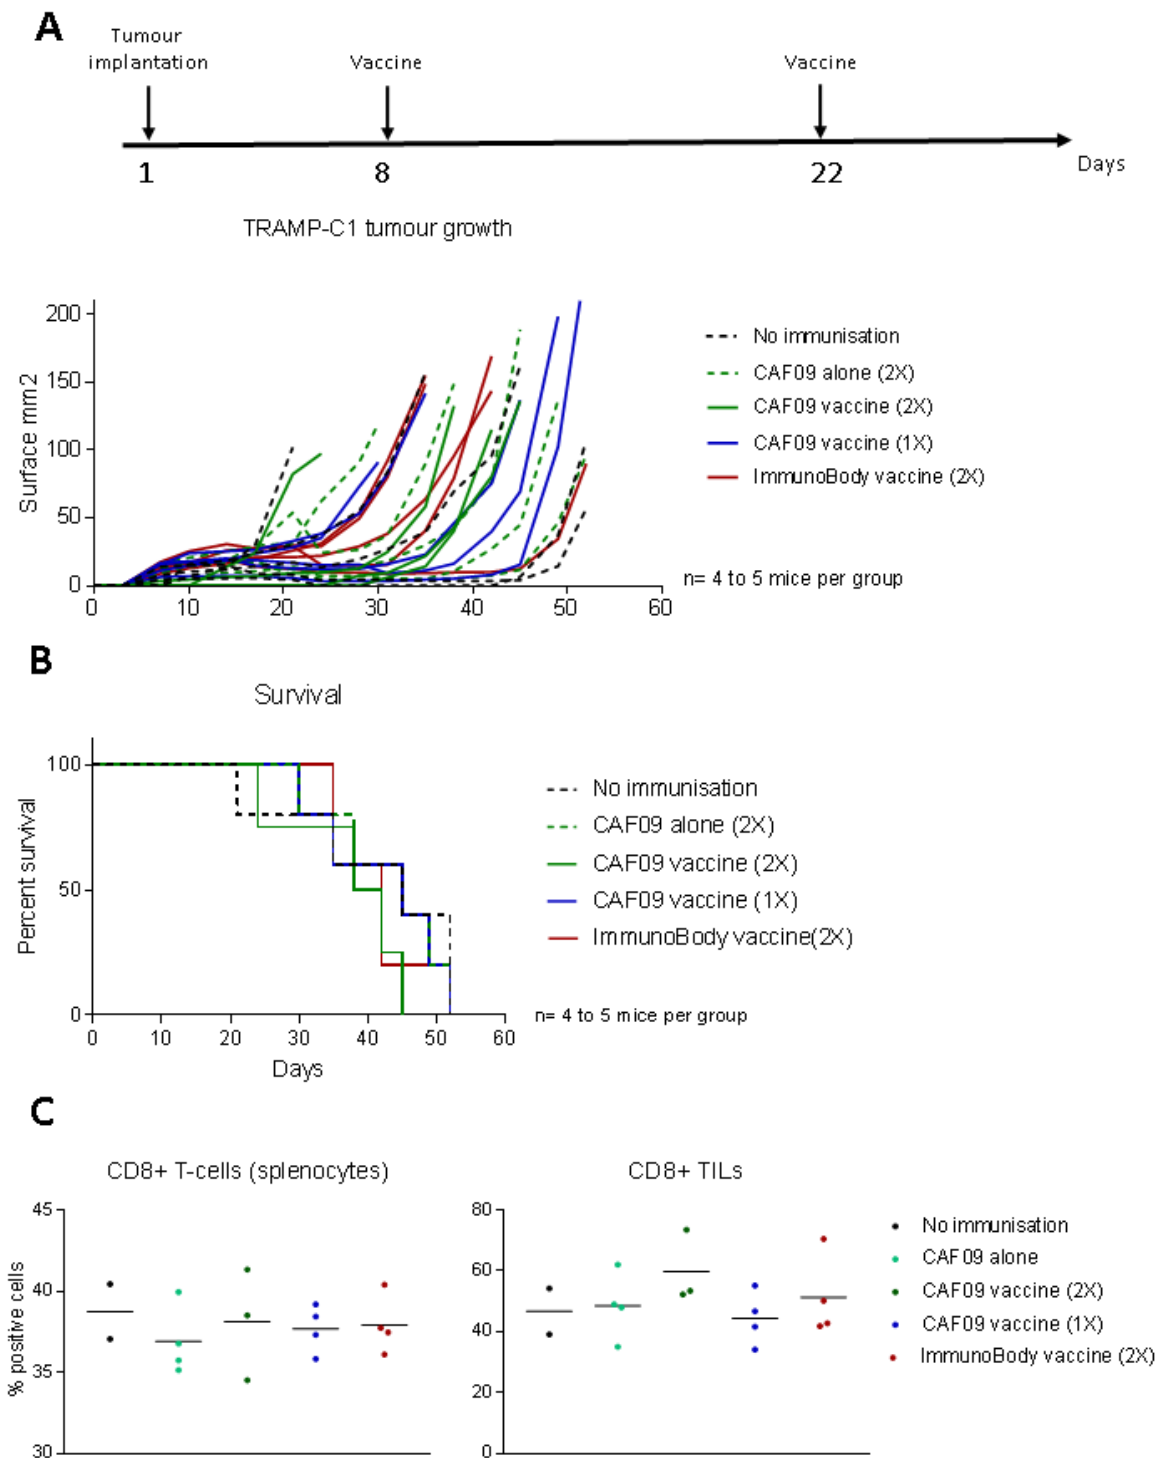 A
Tumour
implantation
Vaccine
Vaccine
1
8
22
Days
TRAMP-C1 tumour growth
Surface mm2
200
150
100
50
0
0 10 20 30 40 50 60
No immunisation
CAF09 alone (2X)
CAF09 vaccine (2X)
CAF09 vaccine (1X)
ImmunoBody vaccine (2X)
n= 4 to 5 mice per group
B
Survival
Percent survival
100
50
0
0 10 20 30 40 50 60
Days
No immunisation
CAF09 alone (2X)
CAF09 vaccine (2X)
CAF09 vaccine (1X)
ImmunoBody vaccine(2X)
n= 4 to 5 mice per group
C
CD8+ T-cells (splenocytes)
% positive cells
45
40
35
30
CD8+ TILs
80
60
40
20
0
No immunisation
CAF09 alone
CAF09 vaccine (2X)
CAF09 vaccine (1X)
ImmunoBody vaccine (2X)